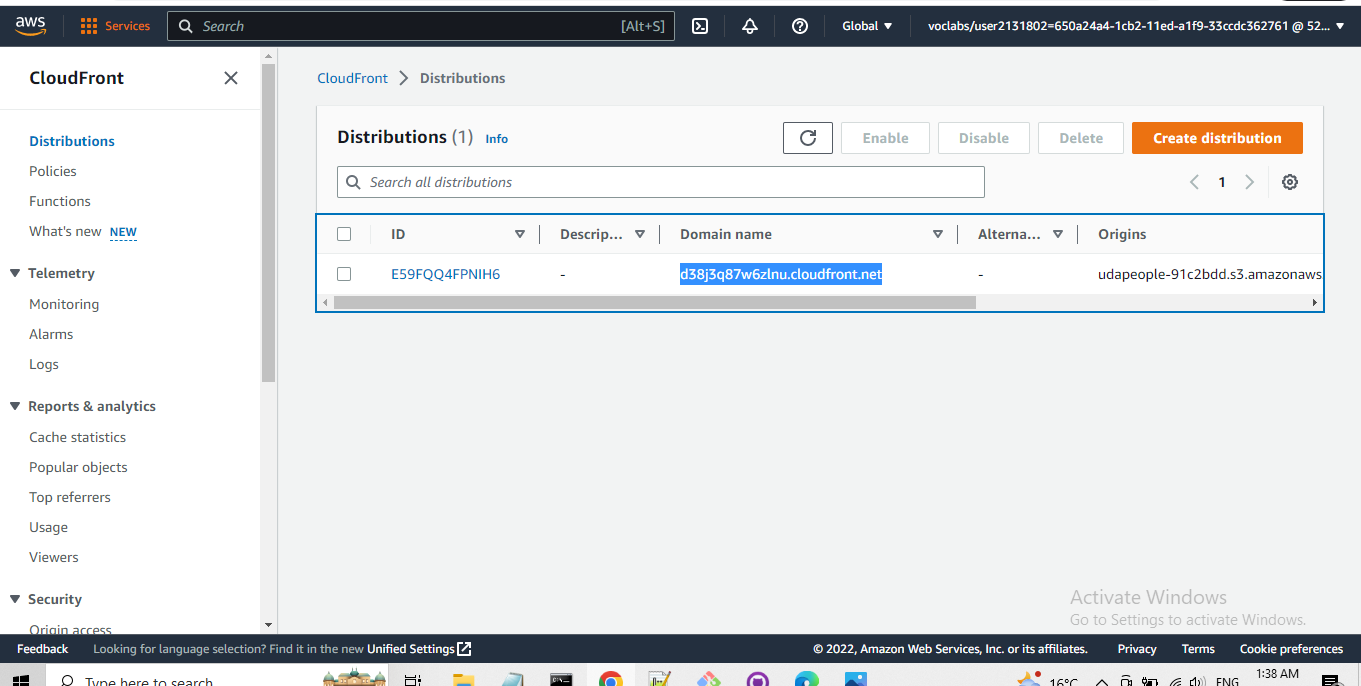 aws
Services
Search [Alt+S]
Global
voclabs/user2131802=650a24a4-1cb2-11ed-a1f9-33ccdc362761 @ 52...
CloudFront
Distributions
Policies
Functions
What's new NEW
Telemetry
Monitoring
Alarms
Logs
Reports & analytics
Cache statistics
Popular objects
Top referrers
Usage
Viewers
Security
Origin access
CloudFront > Distributions
Distributions (1) Info
Enable
Disable
Delete
Create distribution
Search all distributions
1
ID Descrip... Domain name Alterna... Origins
E59FQQ4FPNIH6 - d38j3q87w6zlnu.cloudfront.net - udapeople-91c2bdd.s3.amazonaws
Activate Windows
Go to Settings to activate Windows.
Feedback Looking for language selection? Find it in the new Unified Settings © 2022, Amazon Web Services, Inc. or its affiliates. Privacy Terms Cookie preferences
Type here to search 16°C ENG 1:38 AM